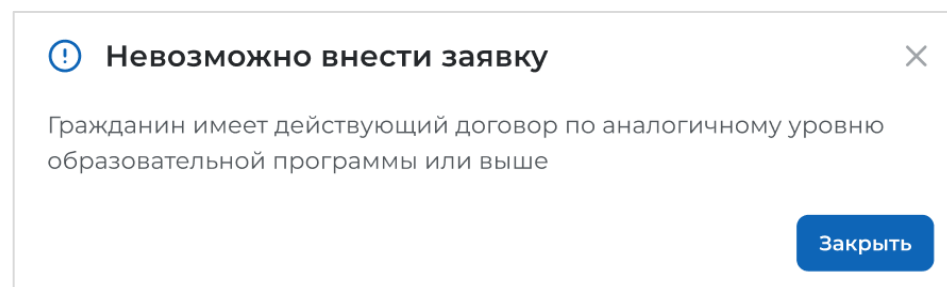 Невозможно внести заявку
Гражданин имеет действующий договор по аналогичному уровню
образовательной программы или выше
Закрыть